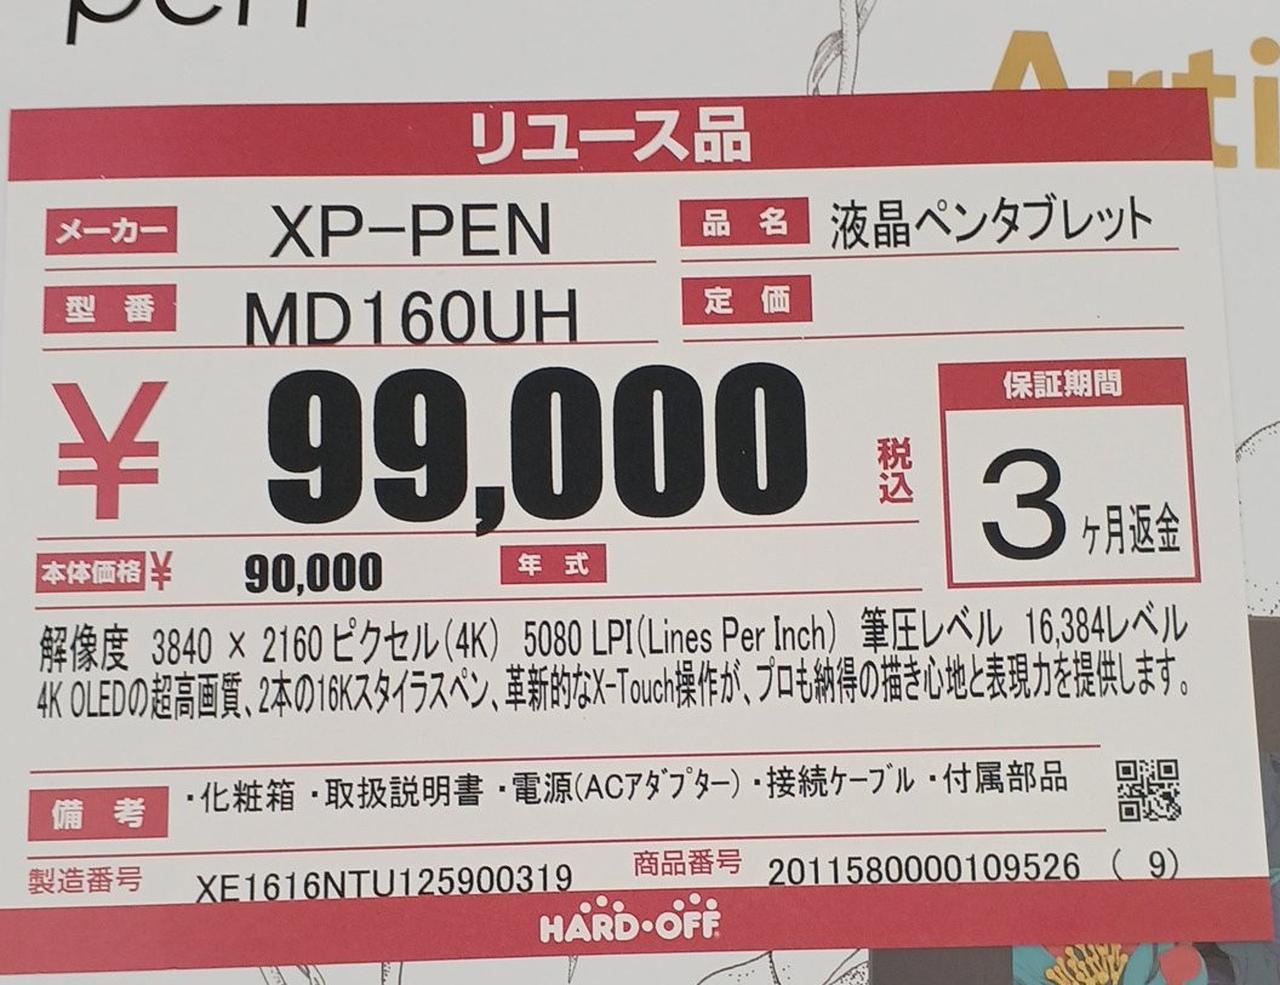 pen
Arti
リユース品
メーカー XP-PEN 品名 液晶ペンタブレット
型番 MD160UH 定価
¥ 99,000 税込
保証期間
3ヶ月返金
本体価格¥ 90,000 年式
解像度 3840 × 2160 ピクセル(4K) 5080 LPI(Lines Per Inch) 筆圧レベル 16,384レベル
4K OLEDの超高画質、2本の16Kスタイラスペン、革新的なX-Touch操作が、プロも納得の描き心地と表現力を提供します。
備考 ・化粧箱 ・取扱説明書 ・電源(ACアダプター) ・接続ケーブル ・付属部品
製造番号 XE1616NTU125900319 商品番号 2011580000109526 ( 9)
HARD・OFF